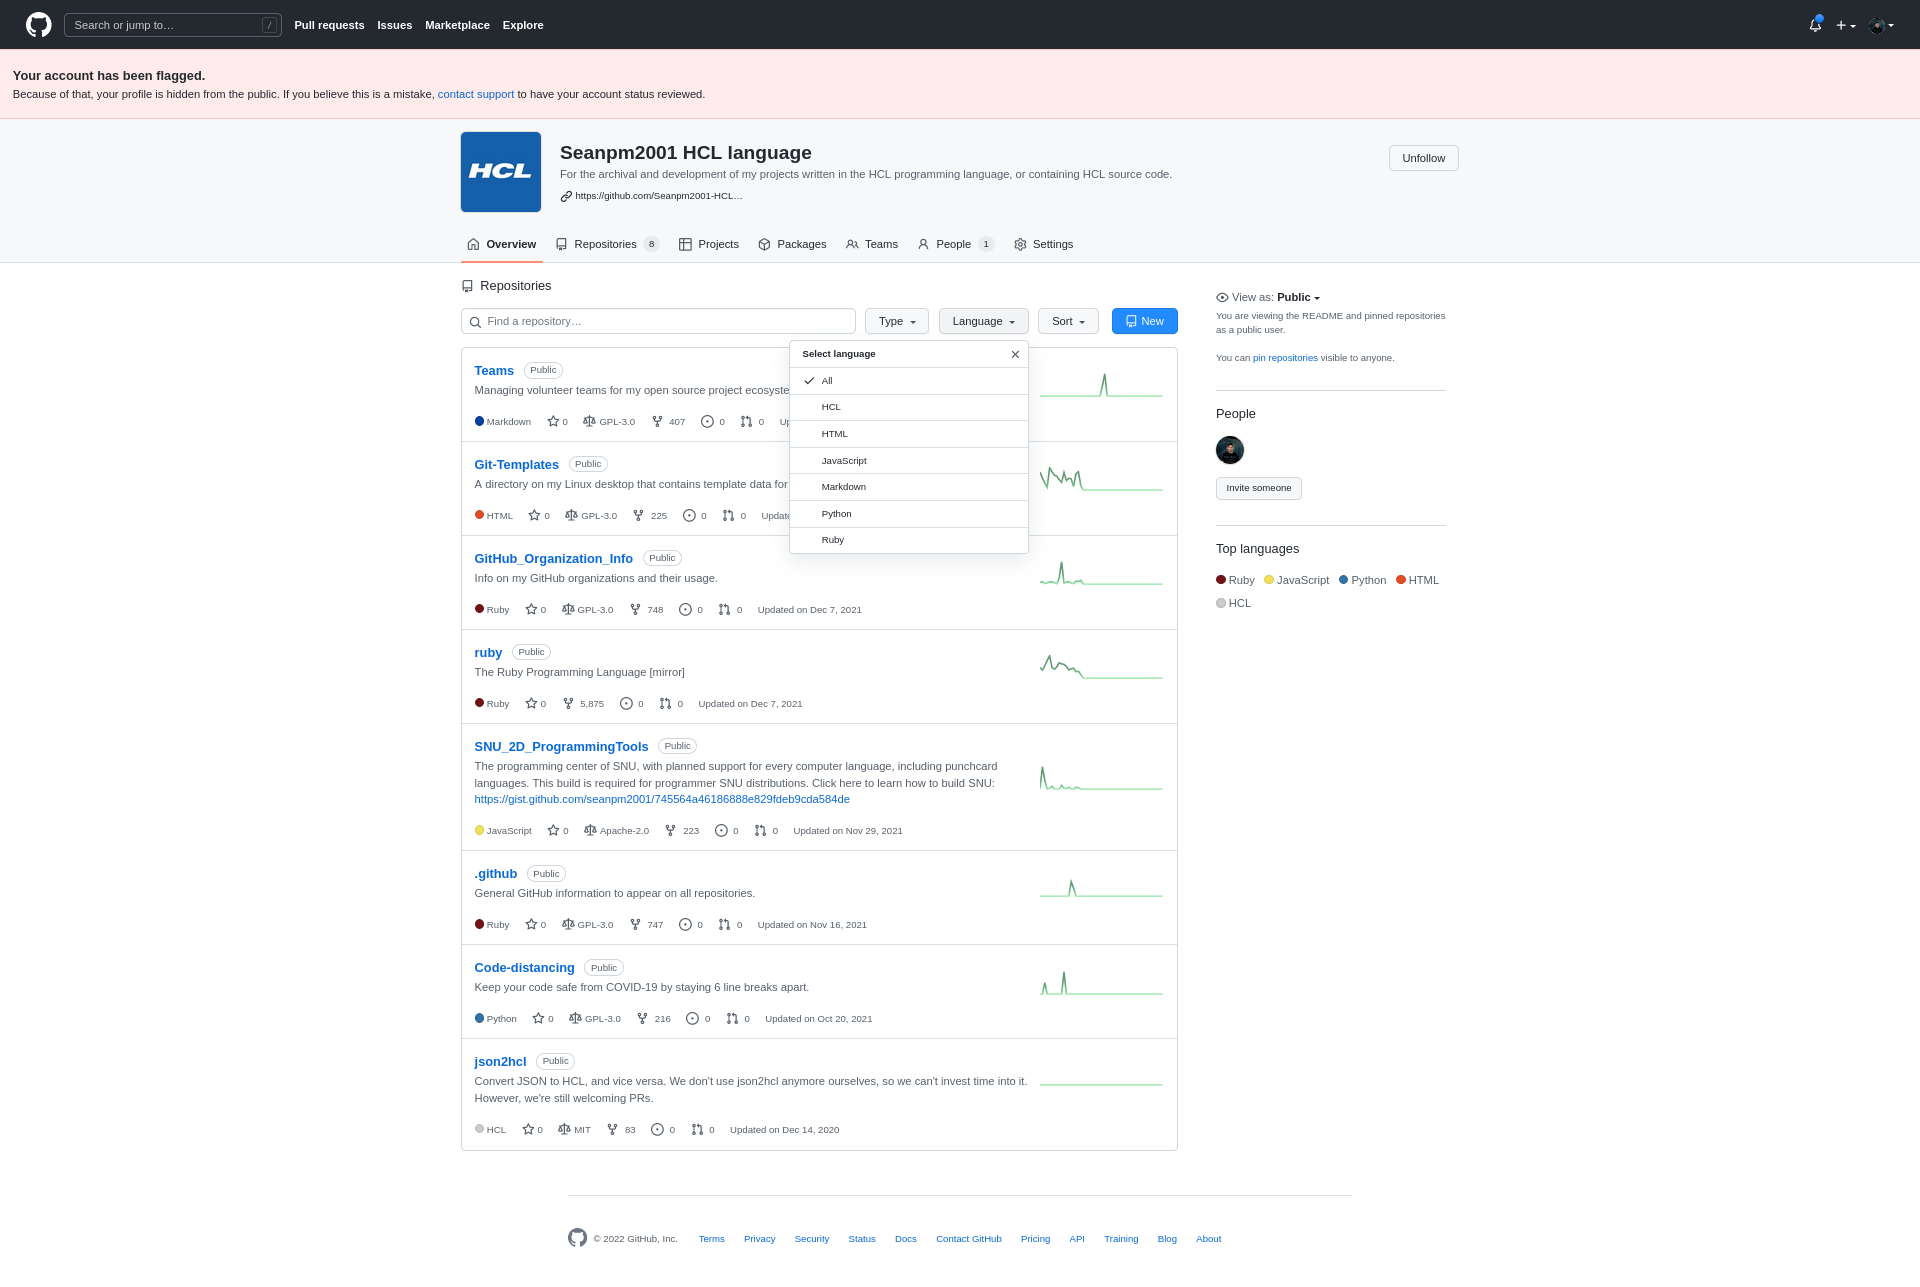 Search or jump to…
/
Pull requests
Issues
Marketplace
Explore
Your account has been flagged.
Because of that, your profile is hidden from the public. If you believe this is a mistake, contact support to have your account status reviewed.
HCL
Seanpm2001 HCL language
For the archival and development of my projects written in the HCL programming language, or containing HCL source code.
https://github.com/Seanpm2001-HCL…
Unfollow
Overview
Repositories 8
Projects
Packages
Teams
People 1
Settings
Repositories
Find a repository…
Type
Language
Sort
New
Select language
All
HCL
HTML
JavaScript
Markdown
Python
Ruby
Teams Public
Managing volunteer teams for my open source project ecosyste
Markdown 0 GPL-3.0 407 0 0 Up
Git-Templates Public
A directory on my Linux desktop that contains template data for
HTML 0 GPL-3.0 225 0 0 Updat
GitHub_Organization_Info Public
Info on my GitHub organizations and their usage.
Ruby 0 GPL-3.0 748 0 0 Updated on Dec 7, 2021
ruby Public
The Ruby Programming Language [mirror]
Ruby 0 5,875 0 0 Updated on Dec 7, 2021
SNU_2D_ProgrammingTools Public
The programming center of SNU, with planned support for every computer language, including punchcard
languages. This build is required for programmer SNU distributions. Click here to learn how to build SNU:
https://gist.github.com/seanpm2001/745564a46186888e829fdeb9cda584de
JavaScript 0 Apache-2.0 223 0 0 Updated on Nov 29, 2021
.github Public
General GitHub information to appear on all repositories.
Ruby 0 GPL-3.0 747 0 0 Updated on Nov 16, 2021
Code-distancing Public
Keep your code safe from COVID-19 by staying 6 line breaks apart.
Python 0 GPL-3.0 216 0 0 Updated on Oct 20, 2021
json2hcl Public
Convert JSON to HCL, and vice versa. We don't use json2hcl anymore ourselves, so we can't invest time into it.
However, we're still welcoming PRs.
HCL 0 MIT 83 0 0 Updated on Dec 14, 2020
View as: Public
You are viewing the README and pinned repositories
as a public user.
You can pin repositories visible to anyone.
People
Invite someone
Top languages
Ruby JavaScript Python HTML
HCL
© 2022 GitHub, Inc.
Terms
Privacy
Security
Status
Docs
Contact GitHub
Pricing
API
Training
Blog
About